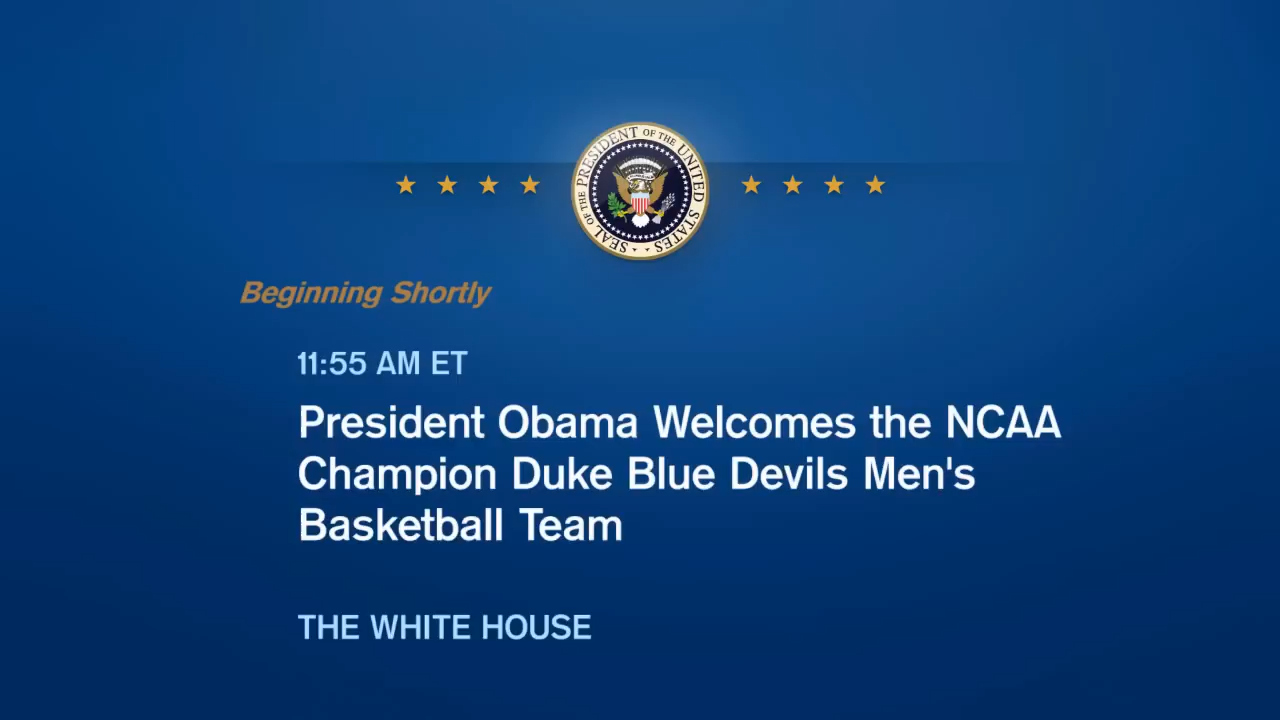 SEAL OF THE PRESIDENT OF THE UNITED STATES
Beginning Shortly
11:55 AM ET
President Obama Welcomes the NCAA
Champion Duke Blue Devils Men's
Basketball Team
THE WHITE HOUSE